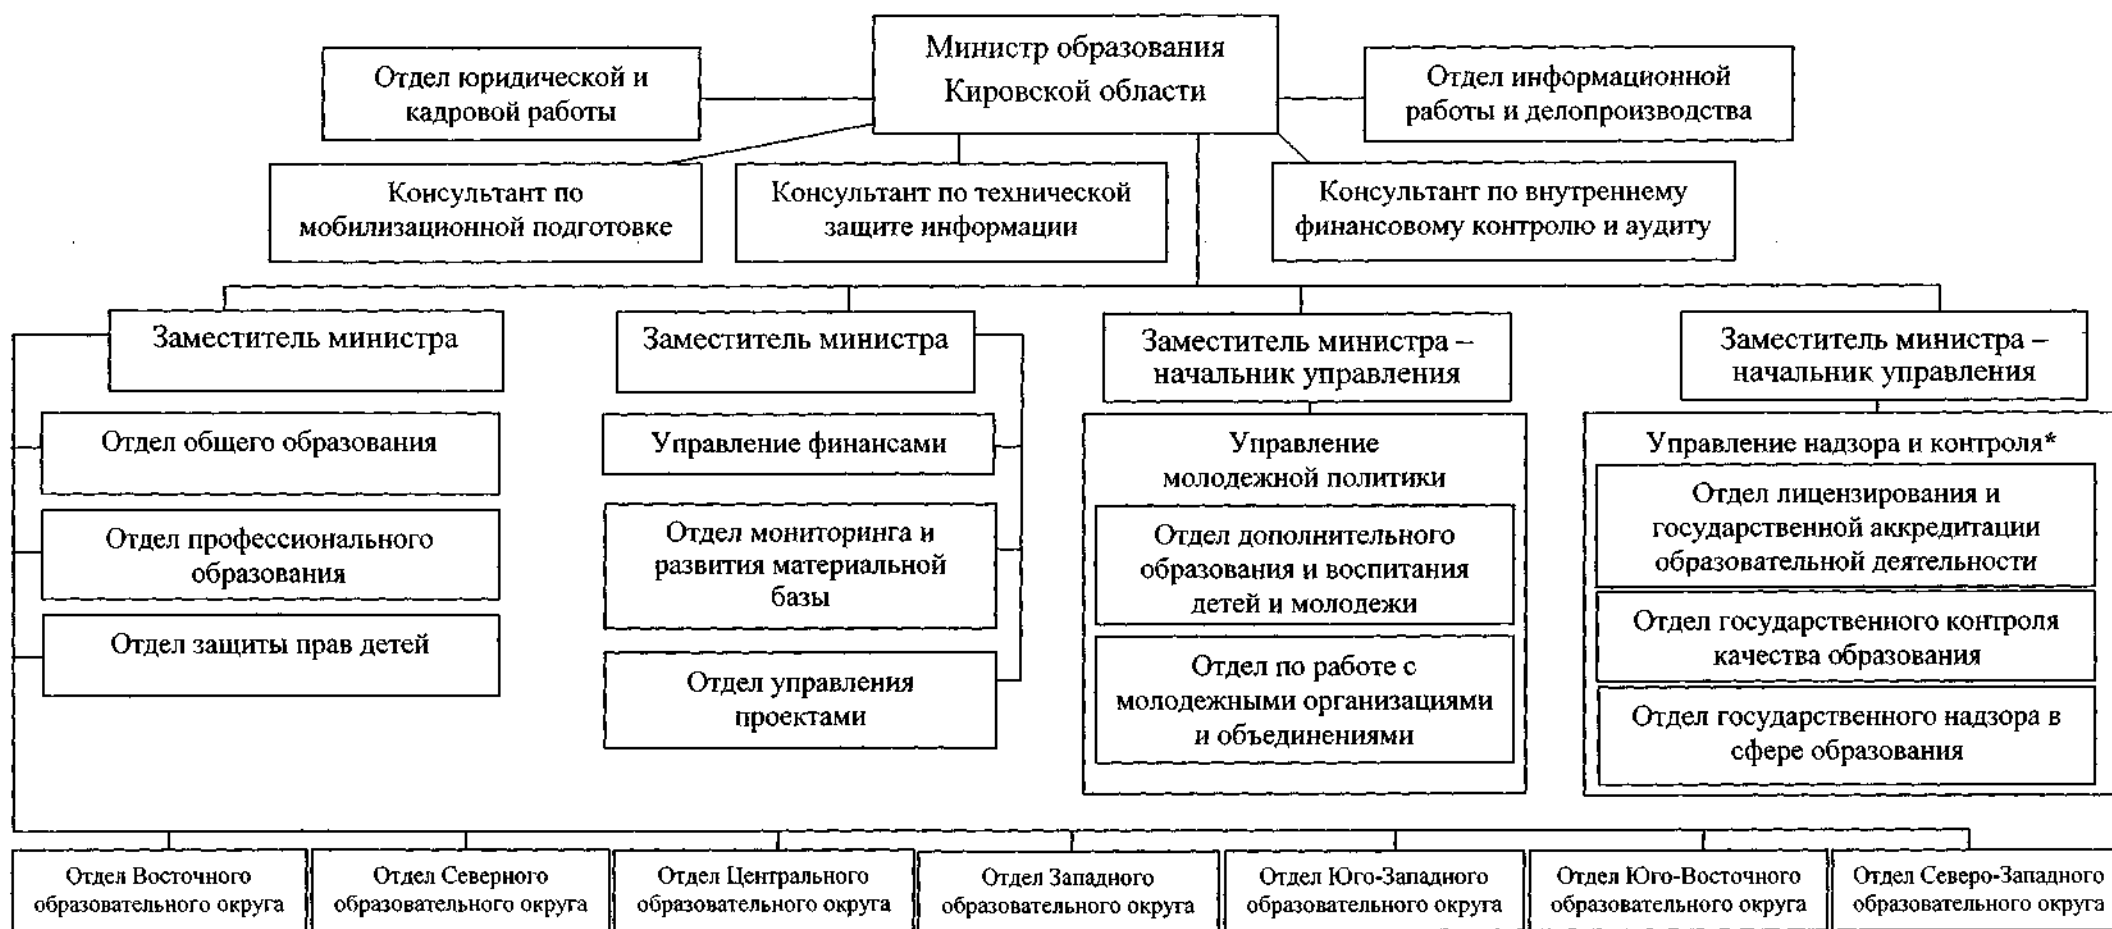 Министр образования
Кировской области
Отдел юридической и
кадровой работы
Отдел информационной
работы и делопроизводства
Консультант по
мобилизационной подготовке
Консультант по технической
защите информации
Консультант по внутреннему
финансовому контролю и аудиту
Заместитель министра
Заместитель министра
Заместитель министра –
начальник управления
Заместитель министра –
начальник управления
Отдел общего образования
Отдел профессионального
образования
Отдел защиты прав детей
Управление финансами
Отдел мониторинга и
развития материальной
базы
Отдел управления
проектами
Управление
молодежной политики
Отдел дополнительного
образования и воспитания
детей и молодежи
Отдел по работе с
молодежными организациями
и объединениями
Управление надзора и контроля*
Отдел лицензирования и
государственной аккредитации
образовательной деятельности
Отдел государственного контроля
качества образования
Отдел государственного надзора в
сфере образования
Отдел Восточного
образовательного округа
Отдел Северного
образовательного округа
Отдел Центрального
образовательного округа
Отдел Западного
образовательного округа
Отдел Юго-Западного
образовательного округа
Отдел Юго-Восточного
образовательного округа
Отдел Северо-Западного
образовательного округа